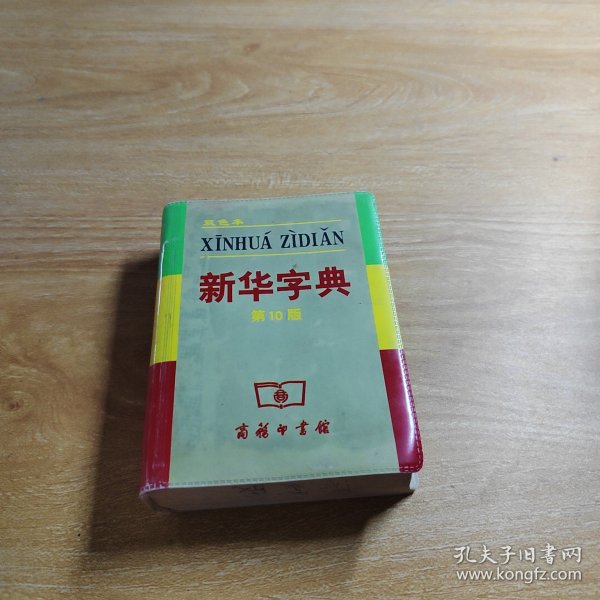 双色本
XĪNHUÁ ZÌDIǍN
新华字典
第10版
商务印书馆
孔夫子旧书网
www.kongfz.com